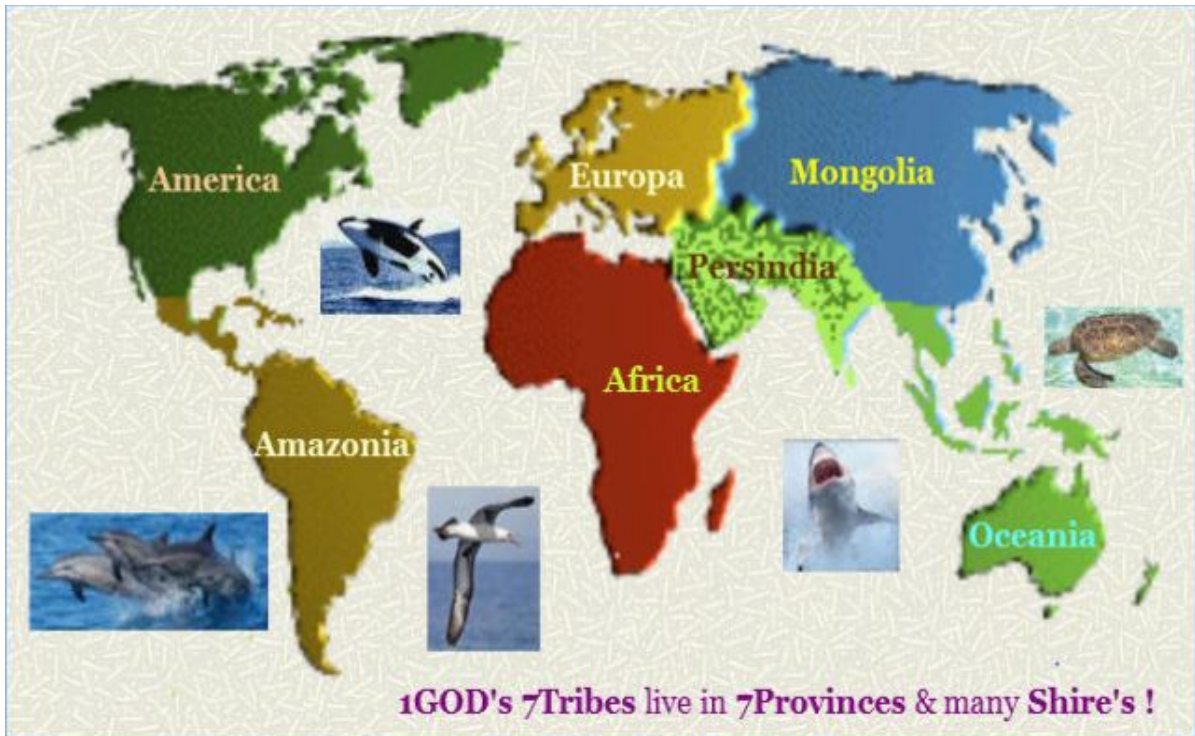 America
Europa
Mongolia
Persindia
Africa
Amazonia
Oceania
1GOD's 7Tribes live in 7Provinces & many Shire's !